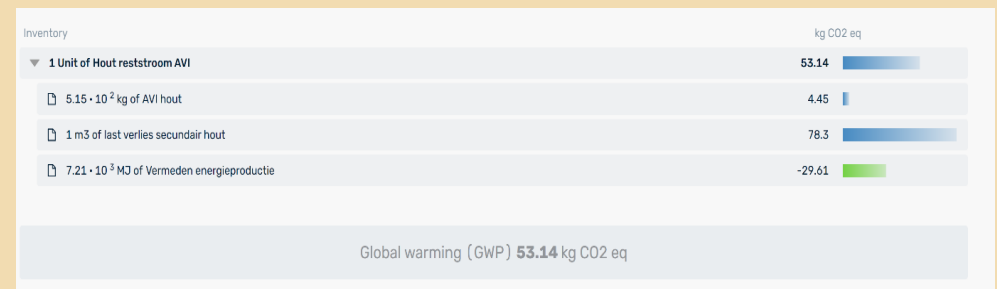 Inventory kg CO2 eq
1 Unit of Hout reststroom AVI 53.14
5.15 · 10 2 kg of AVI hout 4.45
1 m3 of last verlies secundair hout 78.3
7.21 · 10 3 MJ of Vermeden energieproductie -29.61
Global warming (GWP) 53.14 kg CO2 eq